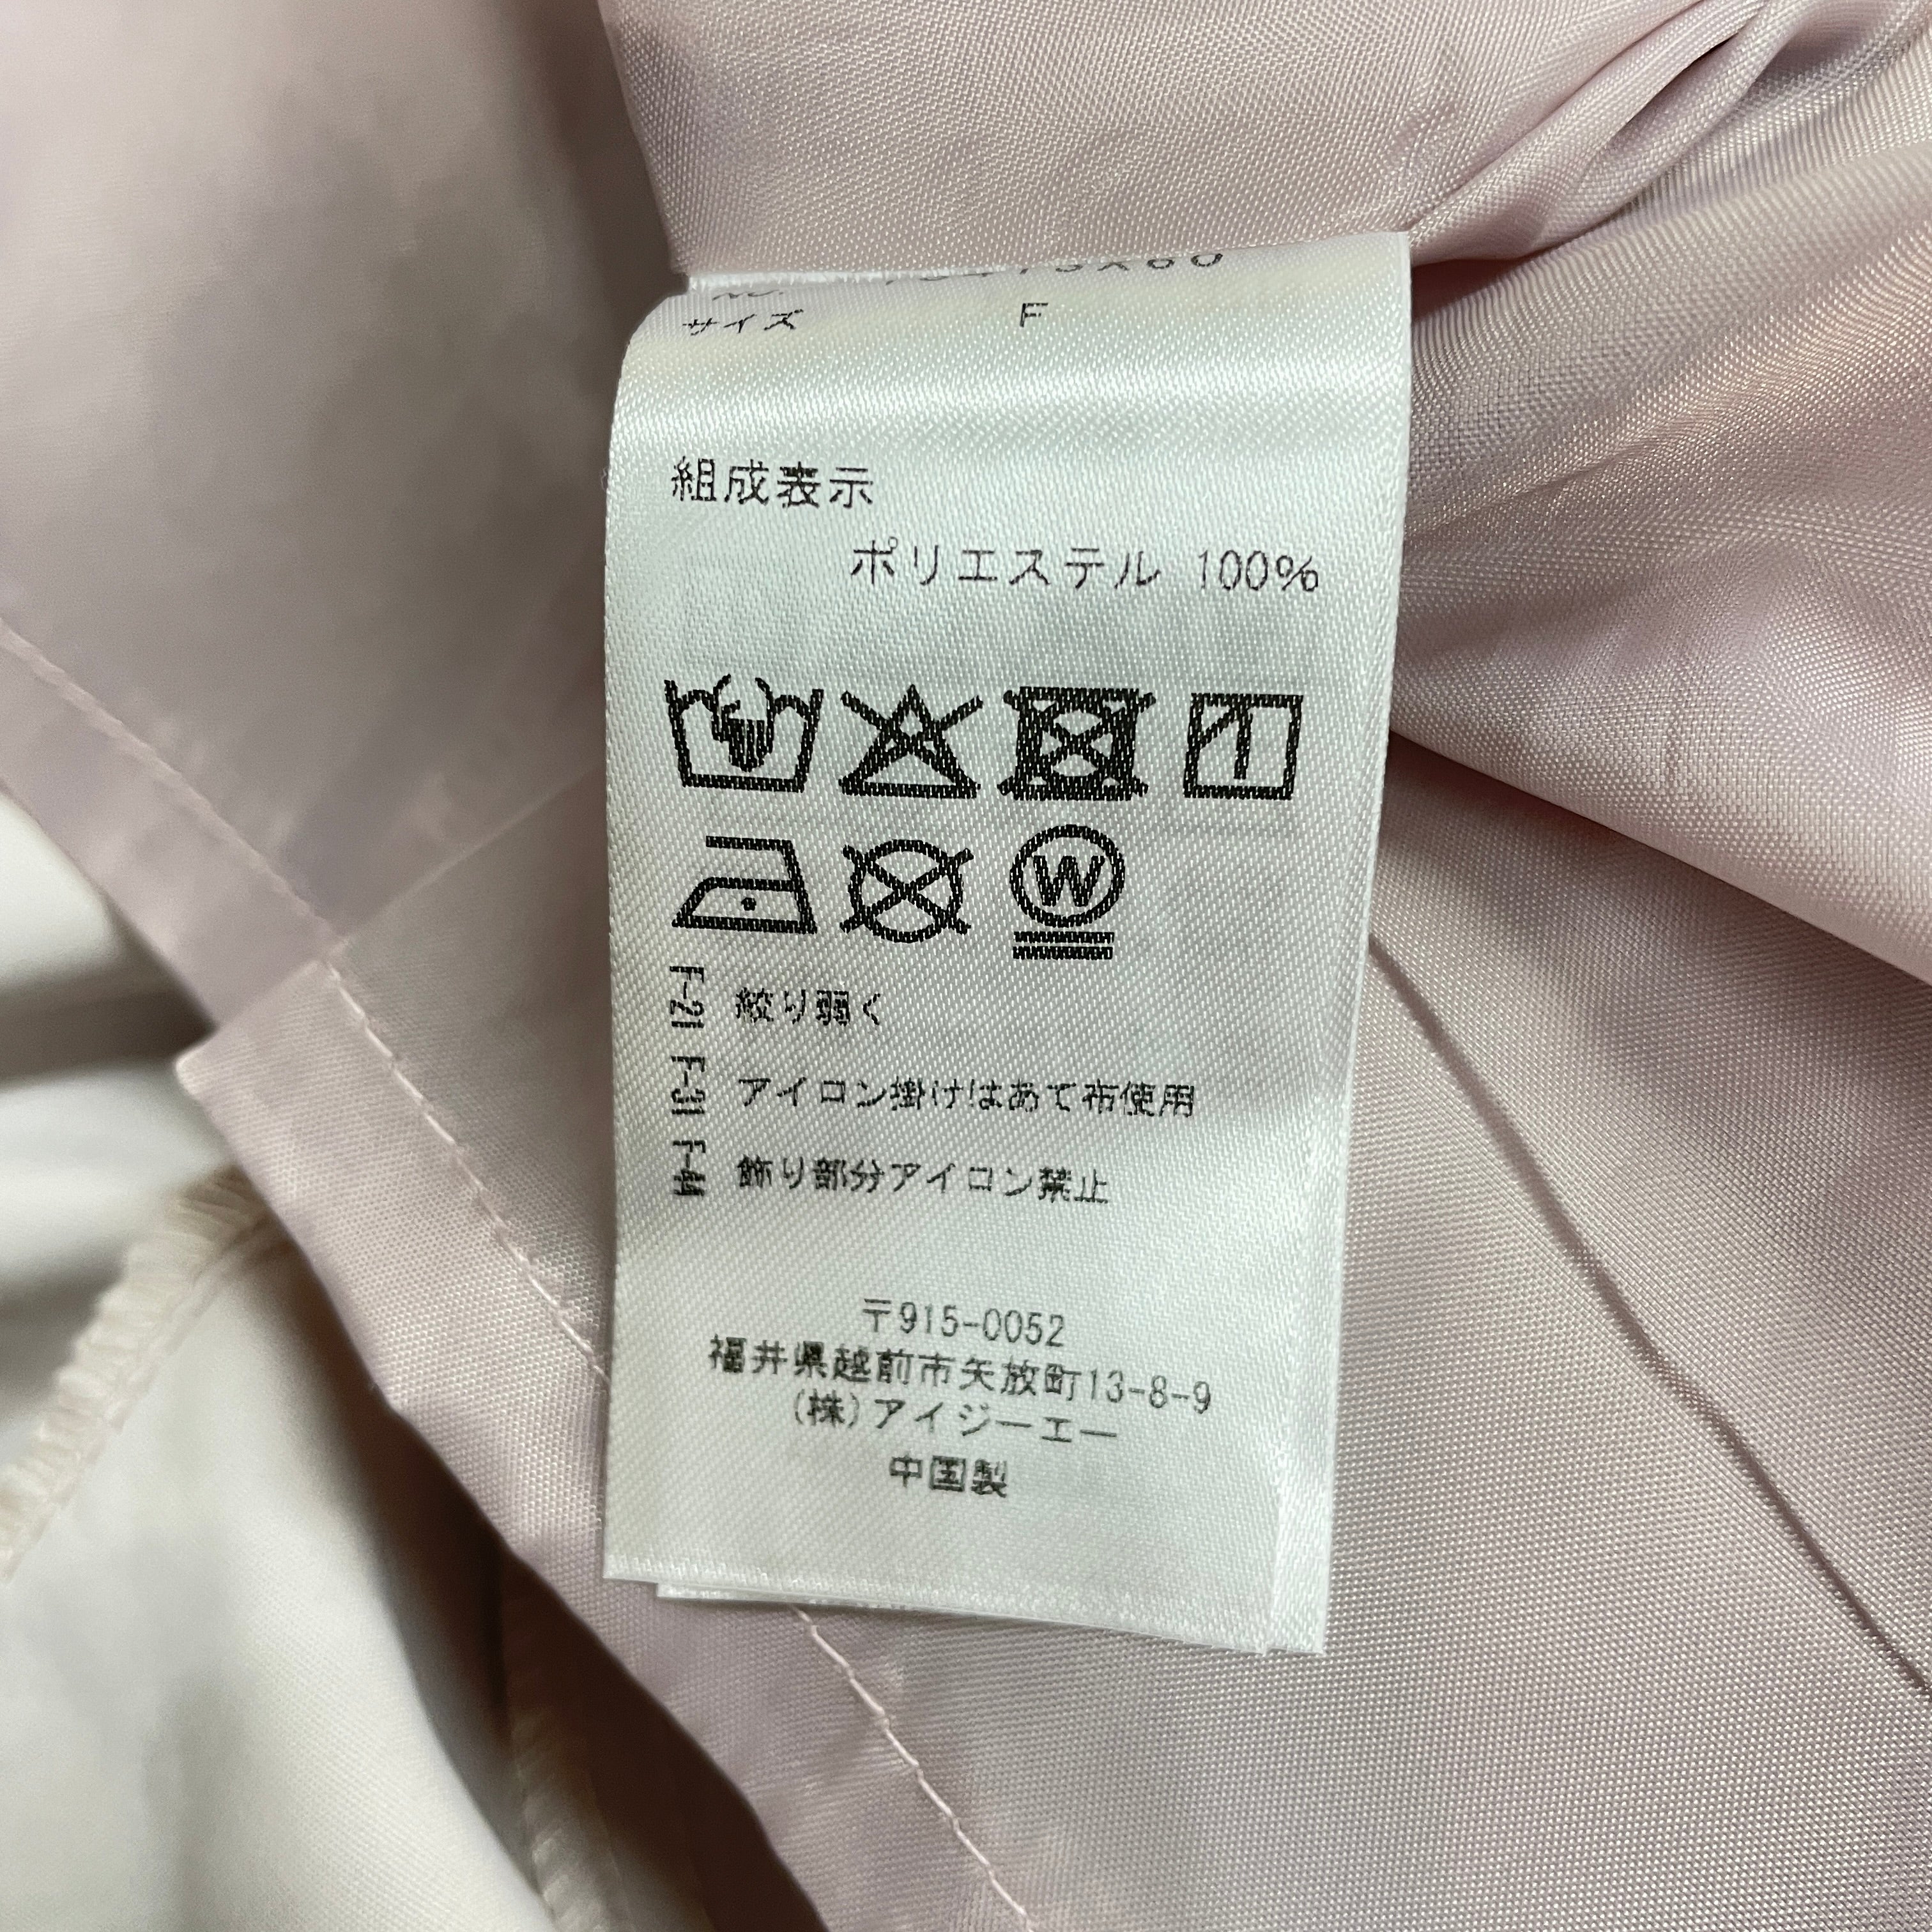 サイズ F
組成表示
ポリエステル 100%
W
F-21 絞り弱く
F-31 アイロン掛けはあて布使用
F-44 飾り部分アイロン禁止
〒915-0052
福井県越前市矢放町13-8-9
(株)アイジーエー
中国製